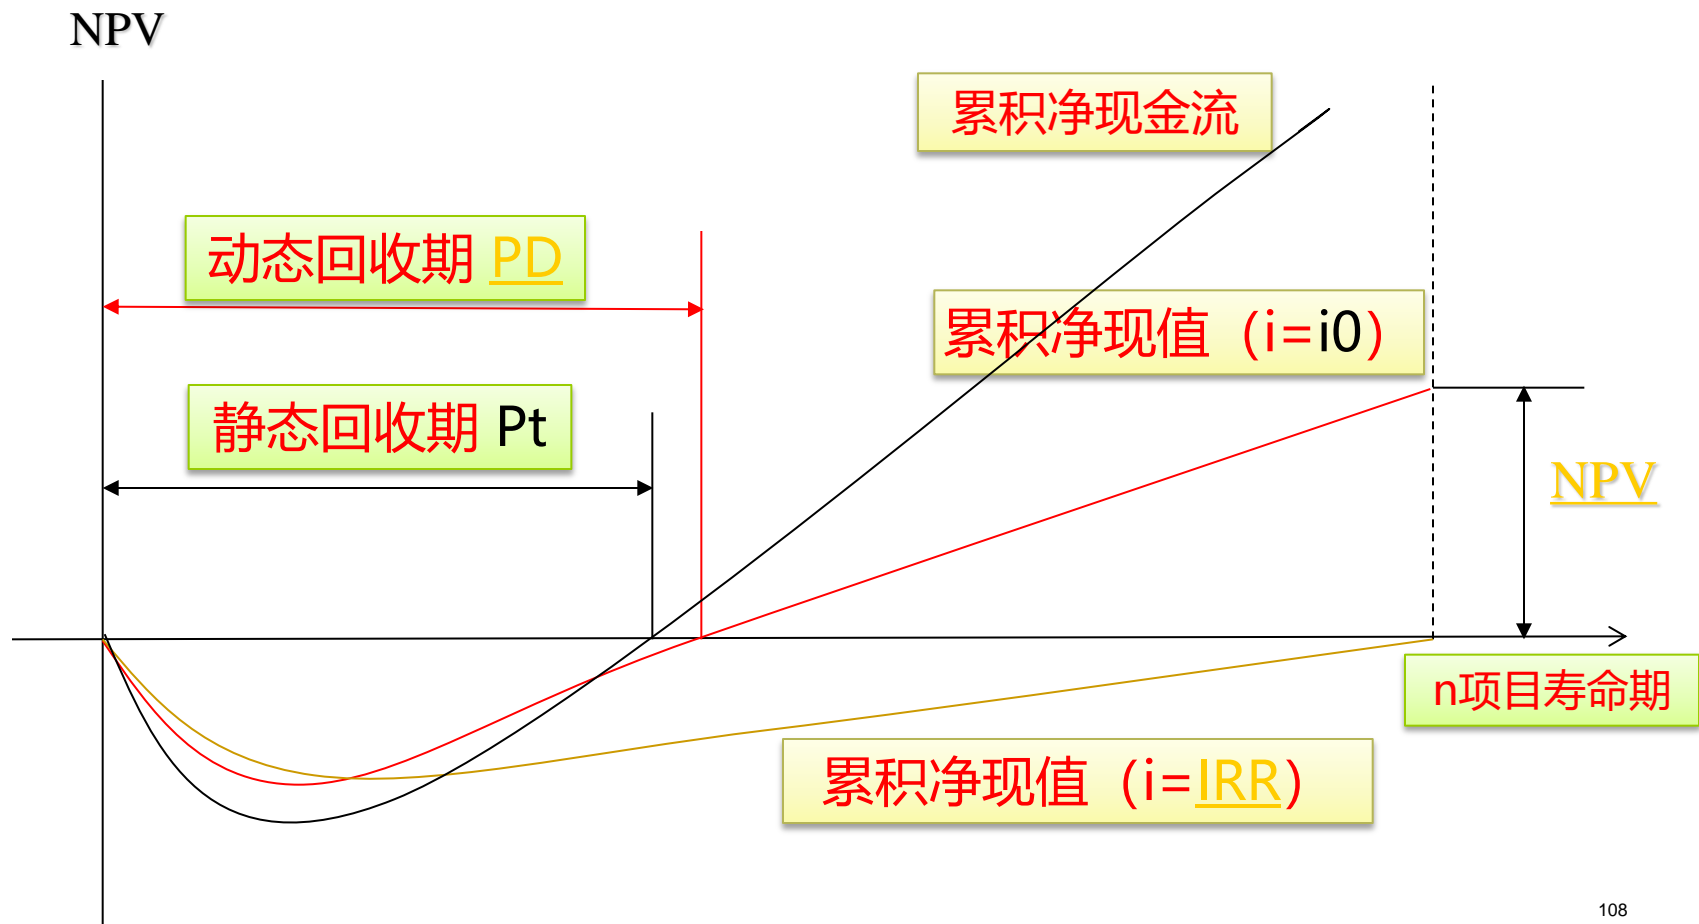 NPV
累积净现金流
动态回收期 PD
累积净现值（i=i0）
静态回收期 Pt
NPV
n项目寿命期
累积净现值（i=IRR）
108